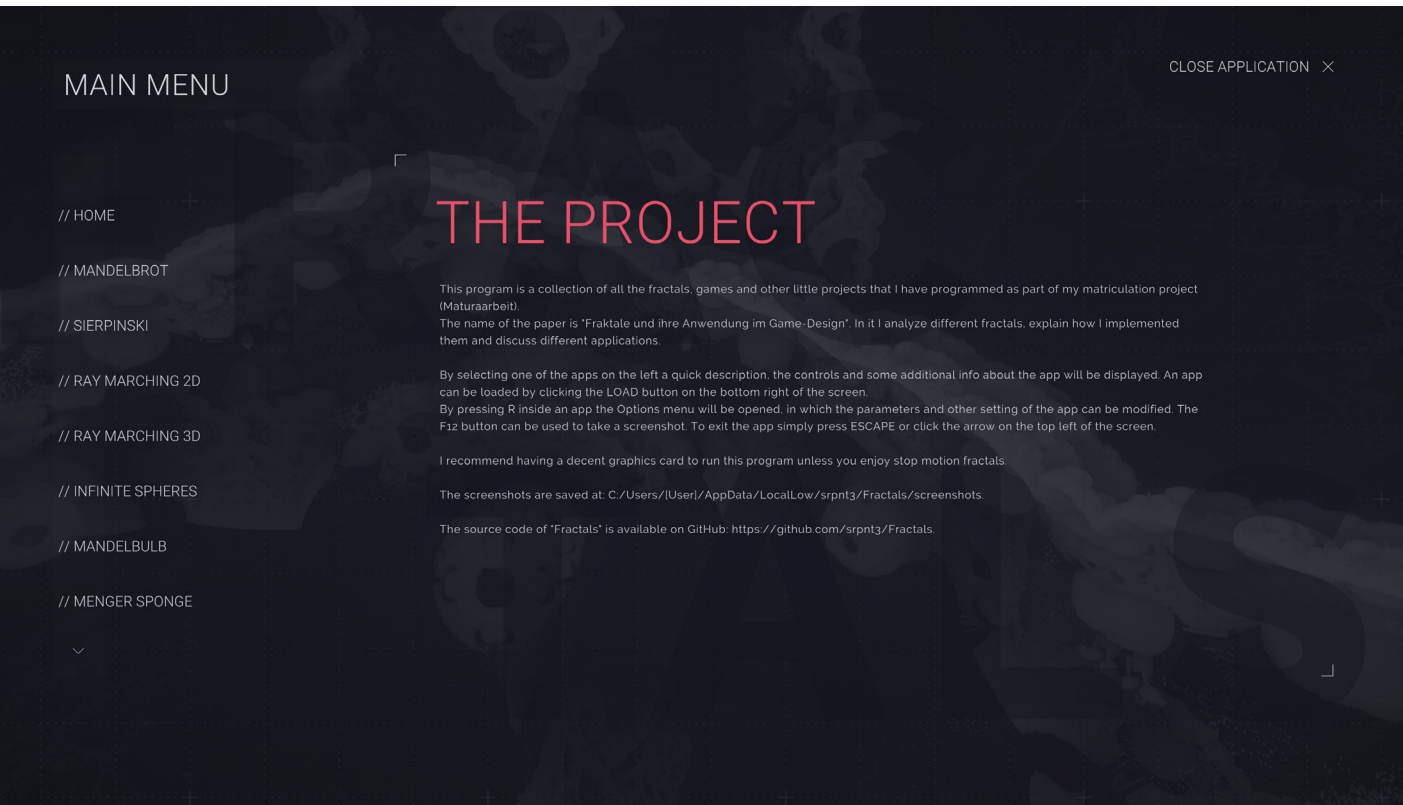 MAIN MENU
CLOSE APPLICATION
// HOME
// MANDELBROT
// SIERPINSKI
// RAY MARCHING 2D
// RAY MARCHING 3D
// INFINITE SPHERES
// MANDELBULB
// MENGER SPONGE
THE PROJECT
This program is a collection of all the fractals, games and other little projects that I have programmed as part of my matriculation project
(Maturaarbeit).
The name of the paper is "Fraktale und ihre Anwendung im Game-Design". In it I analyze different fractals, explain how I implemented
them and discuss different applications.
By selecting one of the apps on the left a quick description, the controls and some additional info about the app will be displayed. An app
can be loaded by clicking the LOAD button on the bottom right of the screen.
By pressing R inside an app the Options menu will be opened, in which the parameters and other setting of the app can be modified. The
F12 button can be used to take a screenshot. To exit the app simply press ESCAPE or click the arrow on the top left of the screen.
I recommend having a decent graphics card to run this program unless you enjoy stop motion fractals.
The screenshots are saved at: C:/Users/[User]/AppData/LocalLow/srpnt3/Fractals/screenshots.
The source code of "Fractals" is available on GitHub: https://github.com/srpnt3/Fractals.